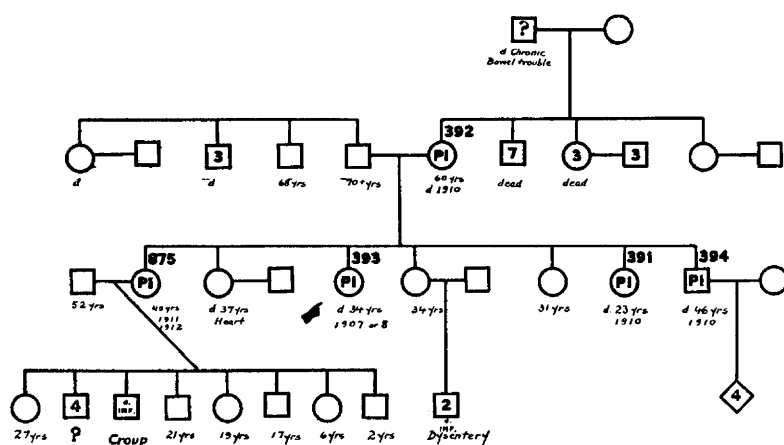 ?
d Chronic
Bowel trouble
392
3
Pl
7
3
3
d
d
68 yrs
70+ yrs
60 yrs
d 1910
dead
dead
875
393
391
394
Pl
Pl
Pl
Pl
52 yrs
1911
1912
d. 37 yrs
Heart
d. 34 yrs
1907 or 8
34 yrs
31 yrs
d. 23 yrs
1910
d. 46 yrs
1910
4
d.
INF.
2
4
27 yrs
?
Croup
21 yrs
19 yrs
17 yrs
6 yrs
2 yrs
d.
INF.
Dysentery